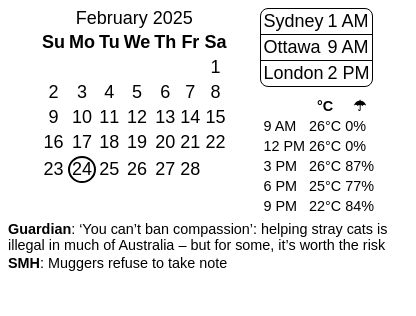 February 2025
Su Mo Tu We Th Fr Sa
1
2 3 4 5 6 7 8
9 10 11 12 13 14 15
16 17 18 19 20 21 22
23 24 25 26 27 28
Sydney 1 AM
Ottawa 9 AM
London 2 PM
°C ☂
9 AM 26°C 0%
12 PM 26°C 0%
3 PM 26°C 87%
6 PM 25°C 77%
9 PM 22°C 84%
Guardian: ‘You can’t ban compassion’: helping stray cats is
illegal in much of Australia – but for some, it’s worth the risk
SMH: Muggers refuse to take note